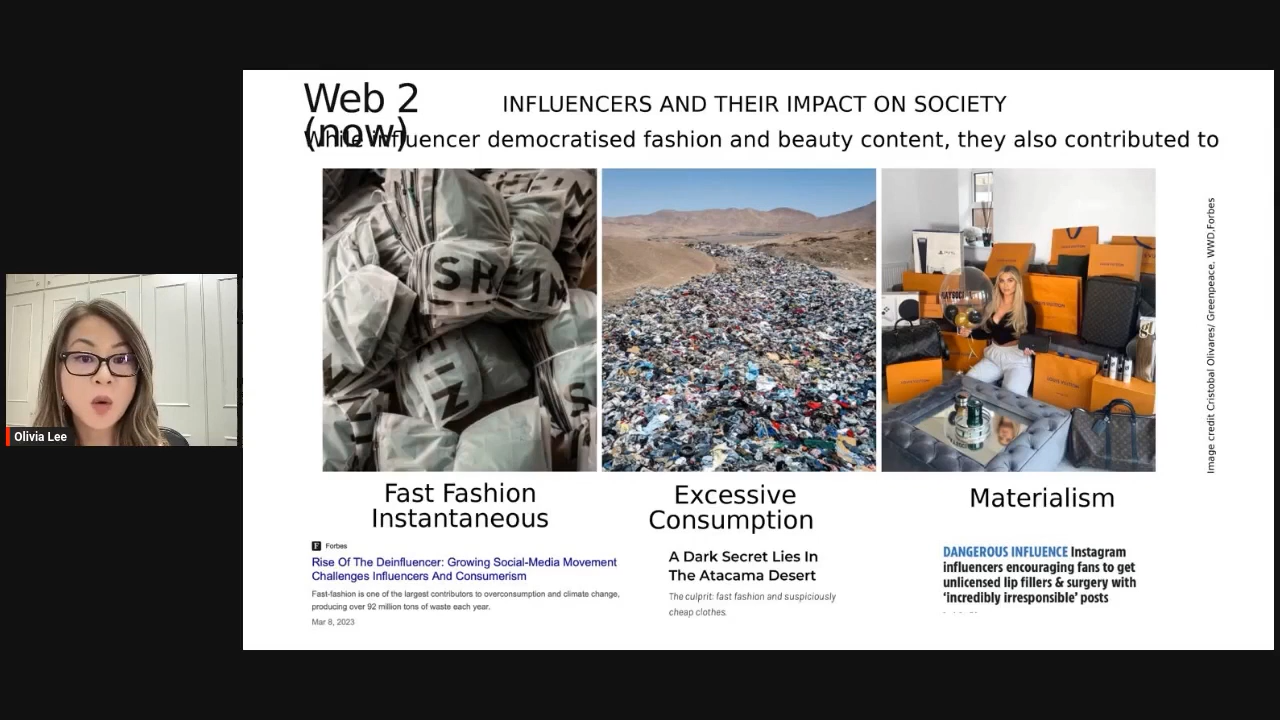 Web 2
(now)
INFLUENCERS AND THEIR IMPACT ON SOCIETY
While influencer democratised fashion and beauty content, they also contributed to
SHEIN
Image credit Cristobal Olivares/ Greenpeace, WWD,Forbes
Olivia Lee
Fast Fashion
Instantaneous
Excessive
Consumption
Materialism
F Forbes
Rise Of The Deinfluencer: Growing Social-Media Movement
Challenges Influencers And Consumerism
Fast-fashion is one of the largest contributors to overconsumption and climate change,
producing over 92 million tons of waste each year.
Mar 8, 2023
A Dark Secret Lies In
The Atacama Desert
The culprit: fast fashion and suspiciously
cheap clothes.
DANGEROUS INFLUENCE Instagram
influencers encouraging fans to get
unlicensed lip fillers & surgery with
‘incredibly irresponsible’ posts